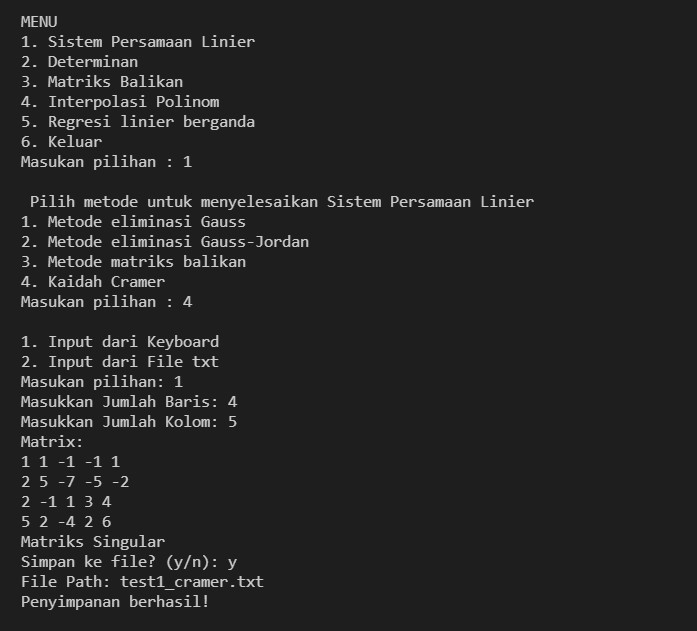 MENU
1. Sistem Persamaan Linier
2. Determinan
3. Matriks Balikan
4. Interpolasi Polinom
5. Regresi linier berganda
6. Keluar
Masukan pilihan : 1
Pilih metode untuk menyelesaikan Sistem Persamaan Linier
1. Metode eliminasi Gauss
2. Metode eliminasi Gauss-Jordan
3. Metode matriks balikan
4. Kaidah Cramer
Masukan pilihan : 4
1. Input dari Keyboard
2. Input dari File txt
Masukan pilihan: 1
Masukkan Jumlah Baris: 4
Masukkan Jumlah Kolom: 5
Matrix:
1 1 -1 -1 1
2 5 -7 -5 -2
2 -1 1 3 4
5 2 -4 2 6
Matriks Singular
Simpan ke file? (y/n): y
File Path: test1_cramer.txt
Penyimpanan berhasil!